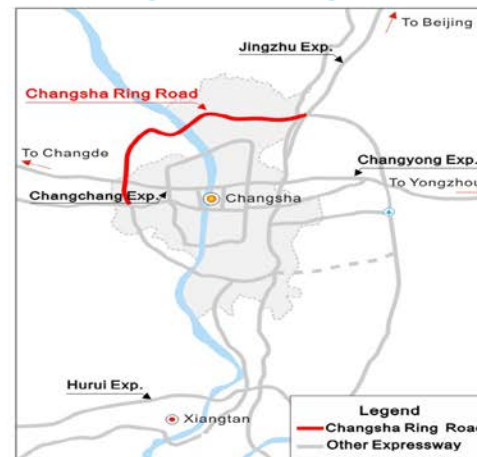 To Beijing
Jingzhu Exp.
Changsha Ring Road
To Changde
Changyong Exp.
To Yongzhou
Changchang Exp.
Changsha
Hurui Exp.
Xiangtan
Legend
Changsha Ring Road
Other Expressway